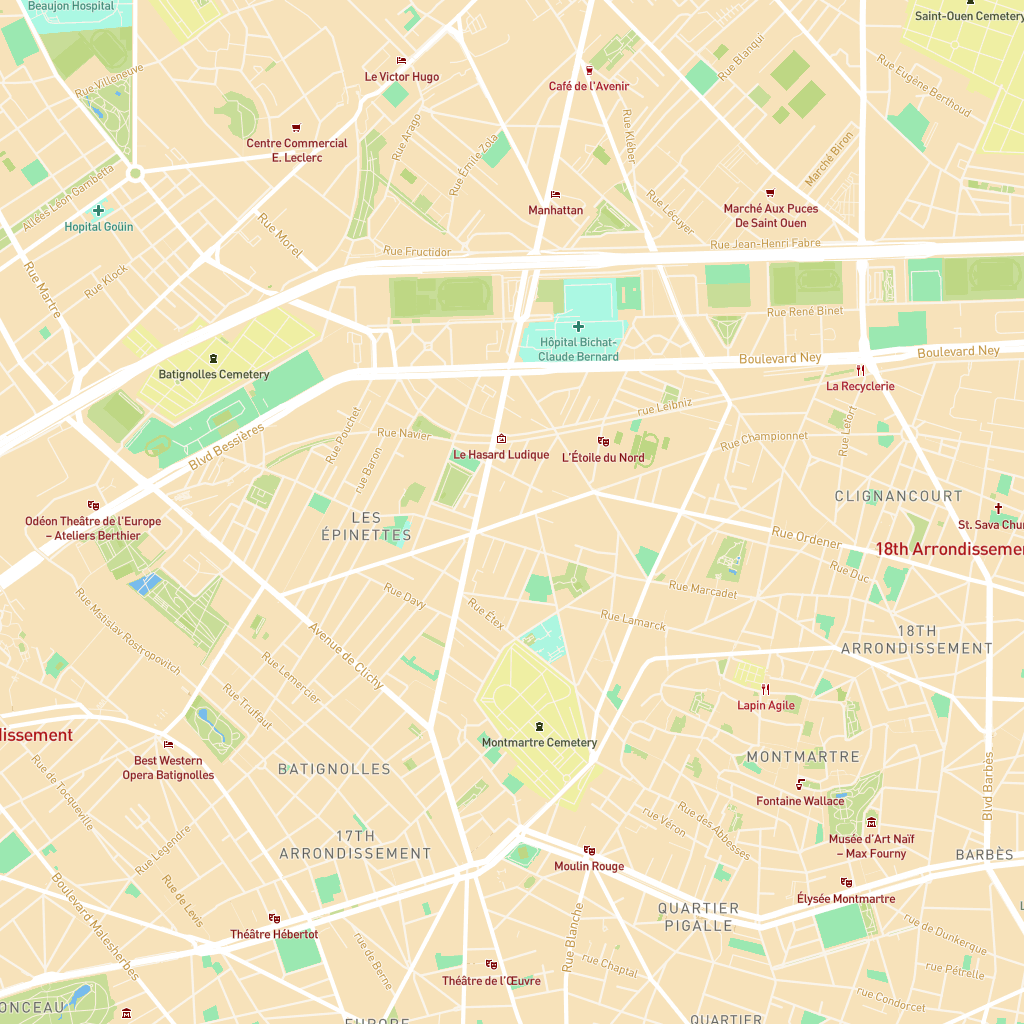 Beaujon Hospital
Saint-Ouen Cemetery
Rue Villeneuve
Le Victor Hugo
Café de l'Avenir
Rue Blanqui
Rue Eugène Berthoud
Centre Commercial
E. Leclerc
Rue Arago
Rue Émile Zola
Rue Kléber
Marché Biron
Allées Léon Gambetta
Hopital Goüin
Manhattan
Rue Lécuyer
Marché Aux Puces
De Saint Ouen
Rue Morel
Rue Fructidor
Rue Jean-Henri Fabre
Rue Klock
Rue Martre
Rue René Binet
Hôpital Bichat-
Claude Bernard
Batignolles Cemetery
Boulevard Ney
Boulevard Ney
La Recyclerie
rue Leibniz
Rue Lefort
Rue Pouchet
Rue Navier
rue Baron
Blvd Bessières
Le Hasard Ludique
L'Étoile du Nord
Rue Championnet
CLIGNANCOURT
Odéon Theâtre de l'Europe
– Ateliers Berthier
LES
ÉPINETTES
St. Sava Chur
Rue Ordener
18th Arrondissemen
Rue Duc
Rue Mstislav Rostropovitch
Rue Davy
Rue Étex
Rue Marcadet
Rue Lamarck
Avenue de Clichy
18TH
ARRONDISSEMENT
Rue Lemercier
Rue Truffaut
Lapin Agile
dissement
Best Western
Opera Batignolles
Montmartre Cemetery
BATIGNOLLES
MONTMARTRE
Rue de Tocqueville
Fontaine Wallace
Blvd Barbès
rue Véron
Rue des Abbesses
17TH
ARRONDISSEMENT
Rue Legendre
Musée d'Art Naïf
– Max Fourny
BARBÈS
Moulin Rouge
Élysée Montmartre
Boulevard Malesherbes
Rue de Lévis
QUARTIER
PIGALLE
Théâtre Hébertot
Rue Blanche
rue de Dunkerque
rue de Berne
rue Chaptal
rue Pétrelle
Théâtre de l'Œuvre
rue Condorcet
ONCEAU
EUROPE
QUARTIER